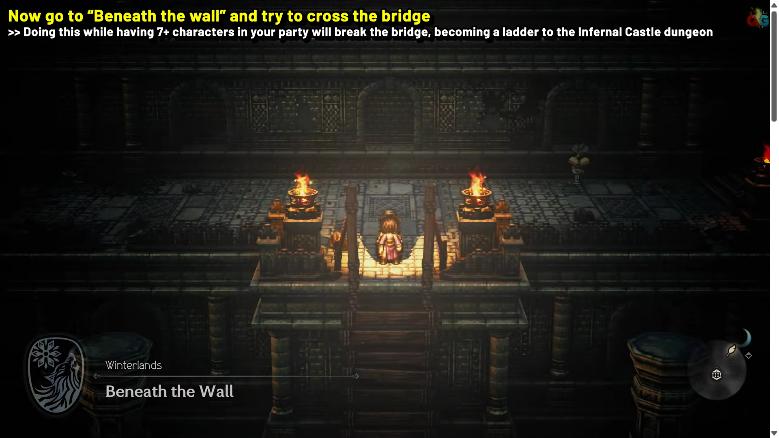 Now go to “Beneath the wall” and try to cross the bridge
>> Doing this while having 7+ characters in your party will break the bridge, becoming a ladder to the Infernal Castle dungeon
Winterlands
Beneath the Wall